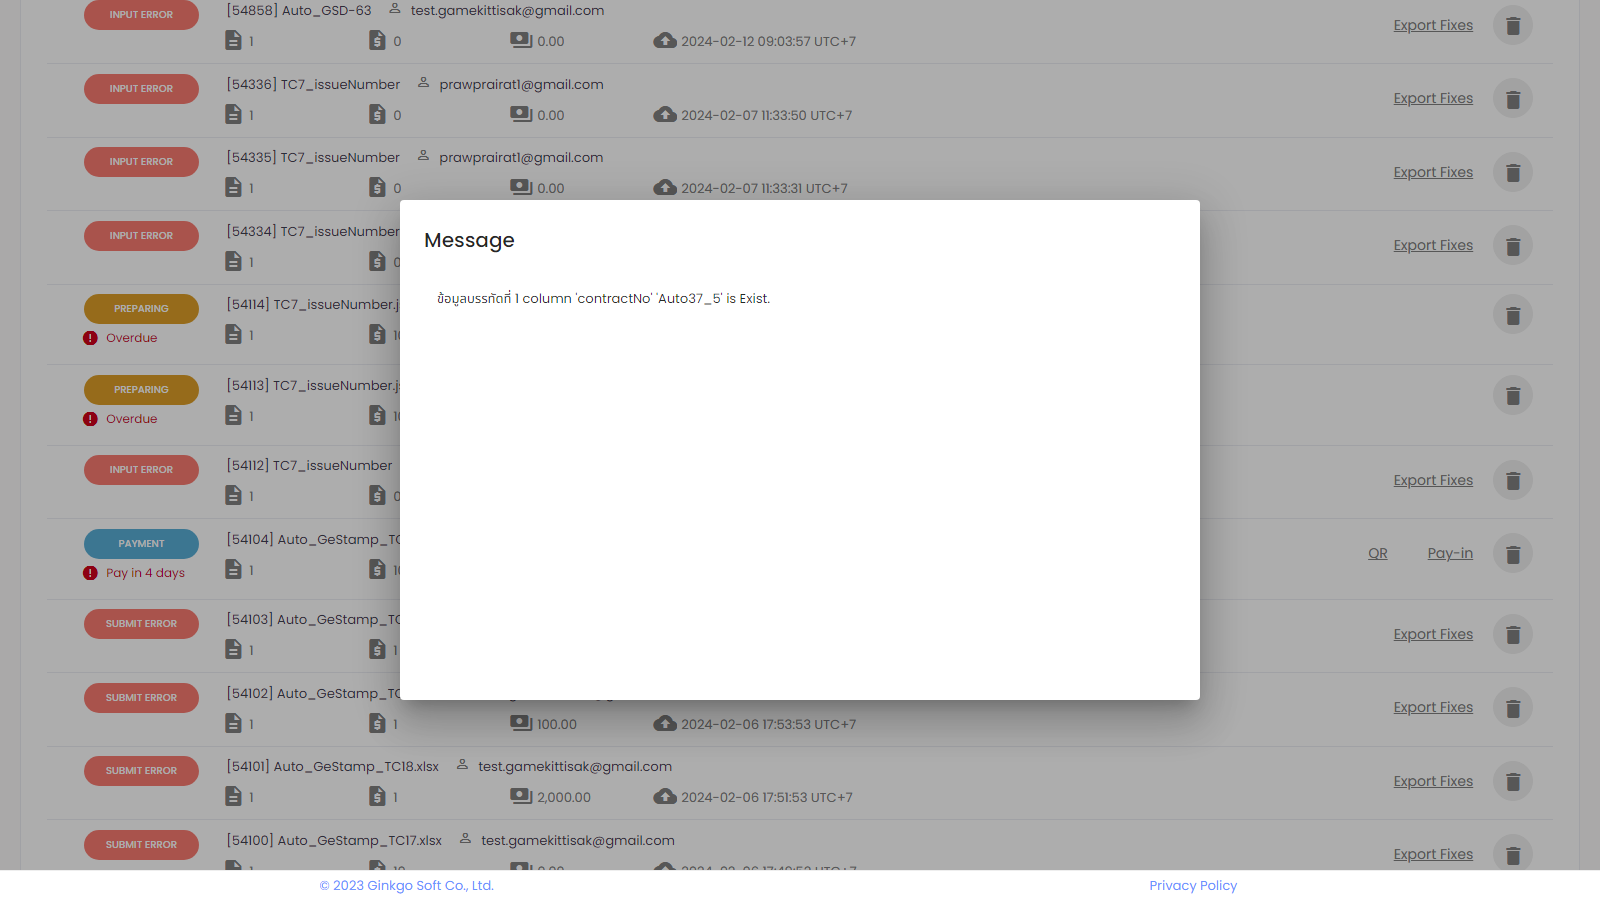 INPUT ERROR [54858] Auto_GSD-63 test.gamekittisak@gmail.com
1 0 0.00 2024-02-12 09:03:57 UTC+7 Export Fixes
INPUT ERROR [54336] TC7_issueNumber prawprairat1@gmail.com
1 0 0.00 2024-02-07 11:33:50 UTC+7 Export Fixes
INPUT ERROR [54335] TC7_issueNumber prawprairat1@gmail.com
1 0 0.00 2024-02-07 11:33:31 UTC+7 Export Fixes
INPUT ERROR [54334] TC7_issueNumber
1 0 Export Fixes
Message
ข้อมูลบรรทัดที่ 1 column 'contractNo' 'Auto37_5' is Exist.
PREPARING [54114] TC7_issueNumber.j
Overdue 1
PREPARING [54113] TC7_issueNumber.j
Overdue 1
INPUT ERROR [54112] TC7_issueNumber
1 0 Export Fixes
PAYMENT [54104] Auto_GeStamp_TC QR Pay-in
Pay in 4 days 1
SUBMIT ERROR [54103] Auto_GeStamp_TC
1 1 Export Fixes
SUBMIT ERROR [54102] Auto_GeStamp_TC
1 1 100.00 2024-02-06 17:53:53 UTC+7 Export Fixes
SUBMIT ERROR [54101] Auto_GeStamp_TC18.xlsx test.gamekittisak@gmail.com
1 1 2,000.00 2024-02-06 17:51:53 UTC+7 Export Fixes
SUBMIT ERROR [54100] Auto_GeStamp_TC17.xlsx test.gamekittisak@gmail.com
Export Fixes
© 2023 Ginkgo Soft Co., Ltd. Privacy Policy